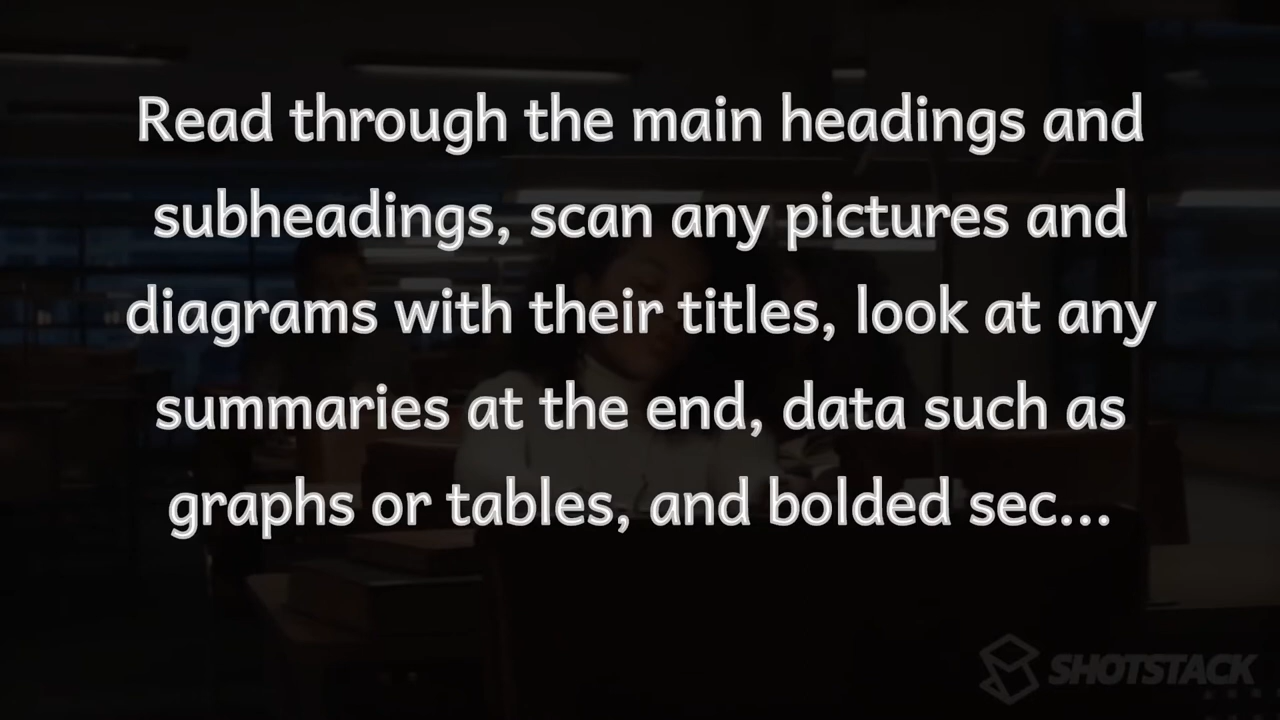 Read through the main headings and
subheadings, scan any pictures and
diagrams with their titles, look at any
summaries at the end, data such as
graphs or tables, and bolded sec...
SHOTSTACK